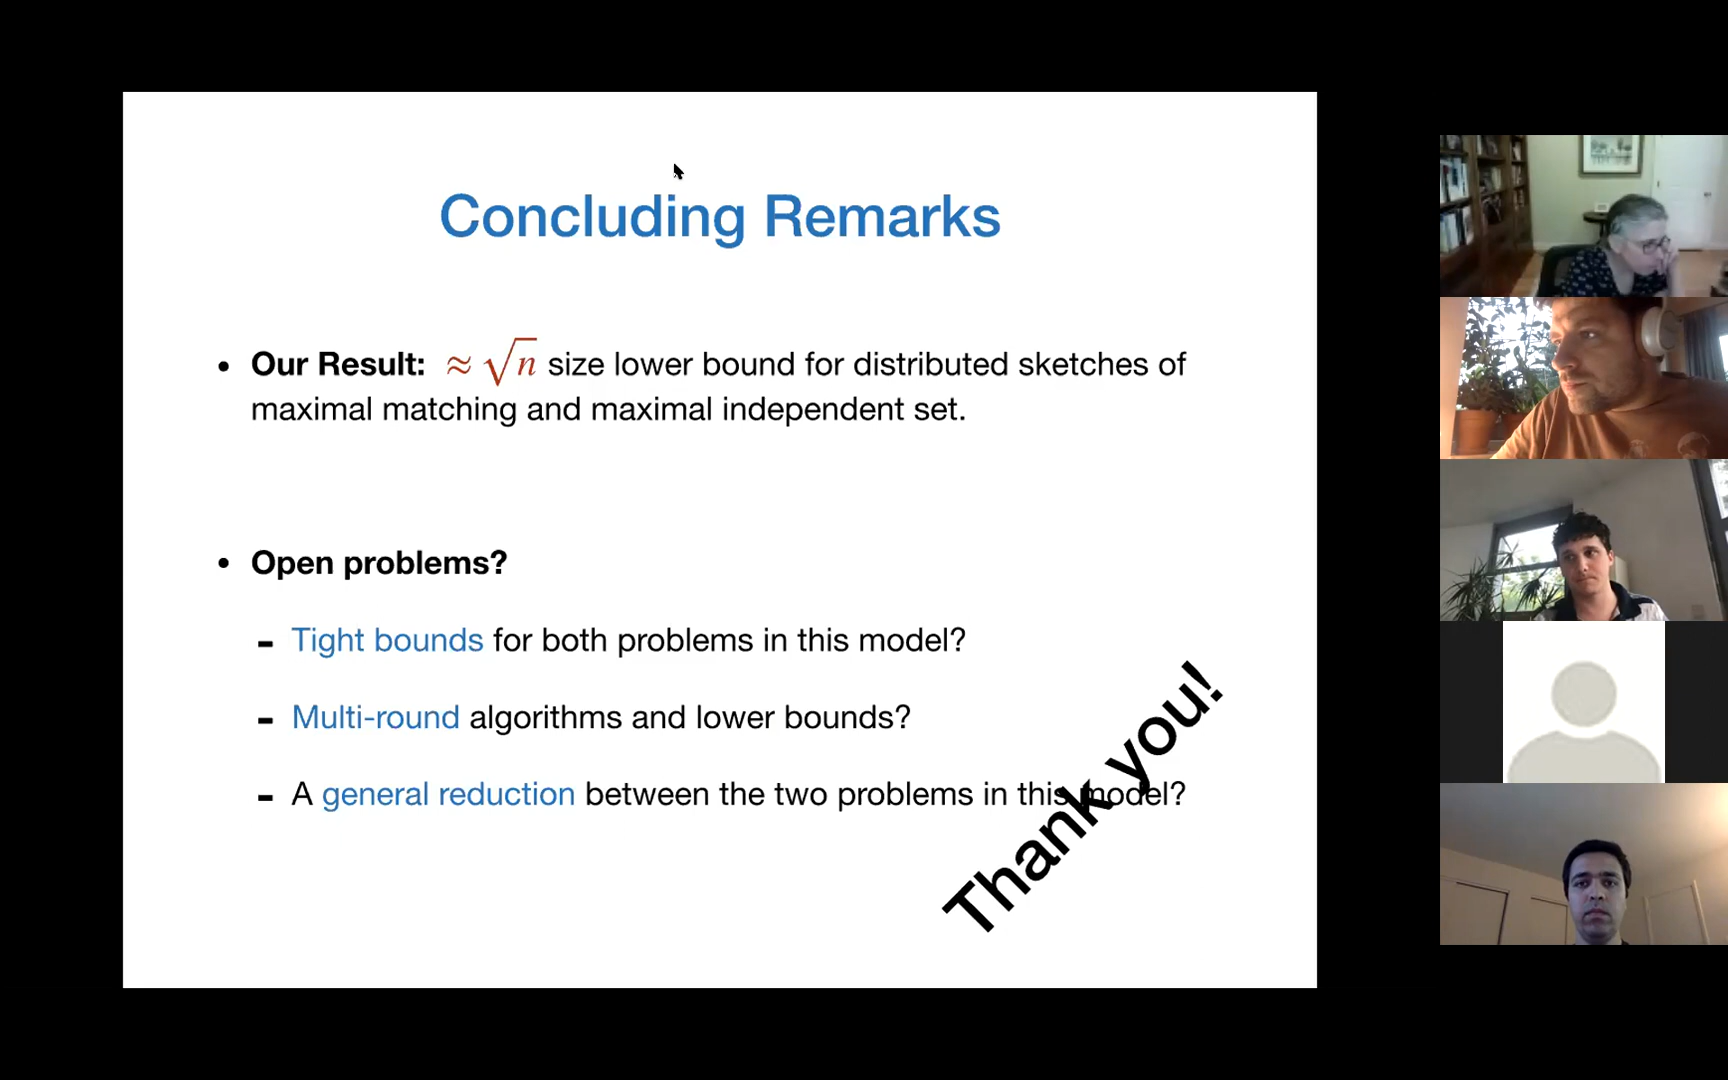 Concluding Remarks
• Our Result: ≈ √n size lower bound for distributed sketches of
maximal matching and maximal independent set.
• Open problems?
- Tight bounds for both problems in this model?
- Multi-round algorithms and lower bounds?
- A general reduction between the two problems in this model?
Thank you!